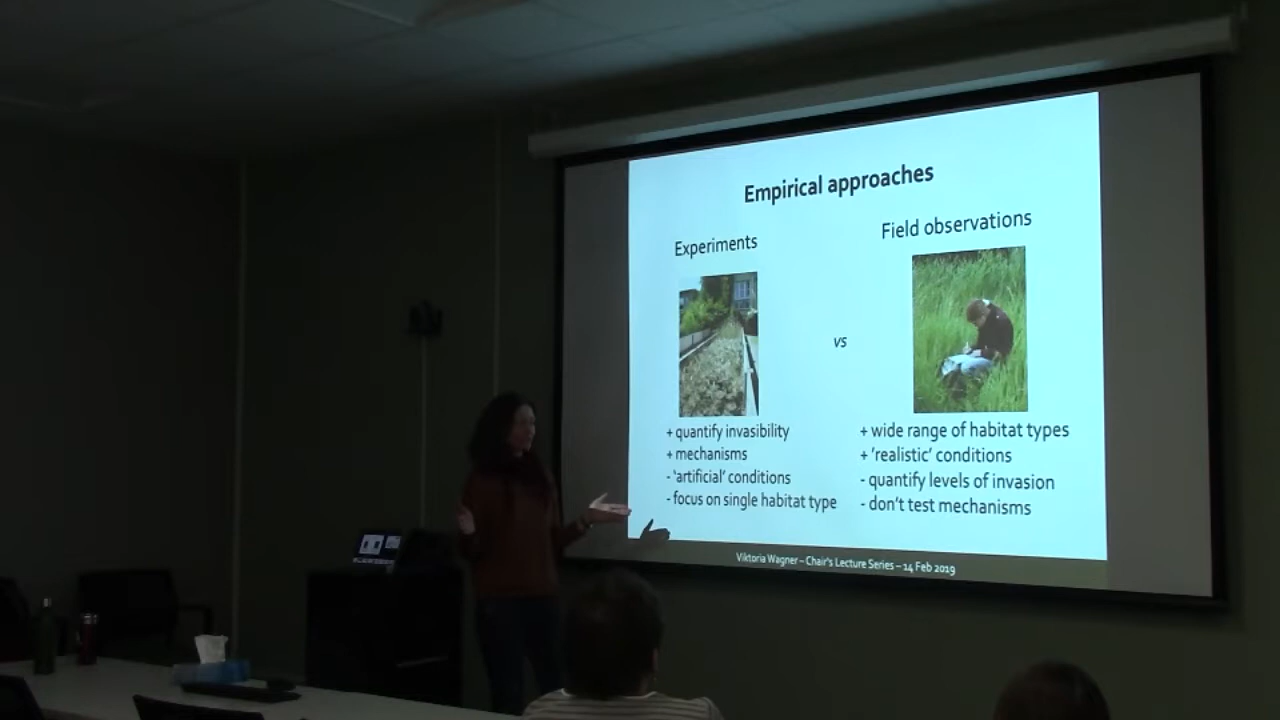 Empirical approaches
Experiments
+ quantify invasibility
+ mechanisms
- 'artificial' conditions
- focus on single habitat type
vs
Field observations
+ wide range of habitat types
+ 'realistic' conditions
- quantify levels of invasion
- don't test mechanisms
Viktoria Wagner – Chair's Lecture Series – 14 Feb 2019